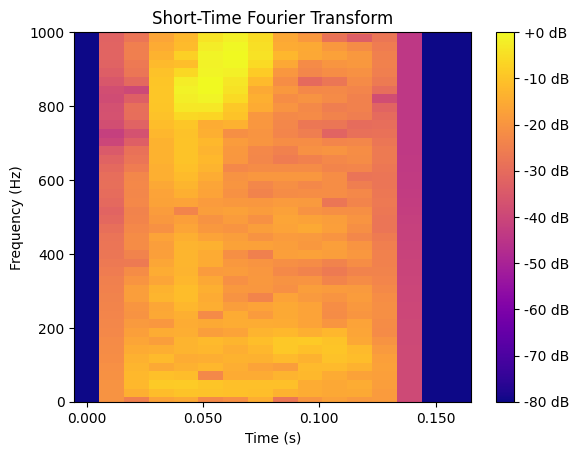 Short-Time Fourier Transform
1000
800
600
400
200
0
Frequency (Hz)
0.000
0.050
0.100
0.150
Time (s)
+0 dB
-10 dB
-20 dB
-30 dB
-40 dB
-50 dB
-60 dB
-70 dB
-80 dB